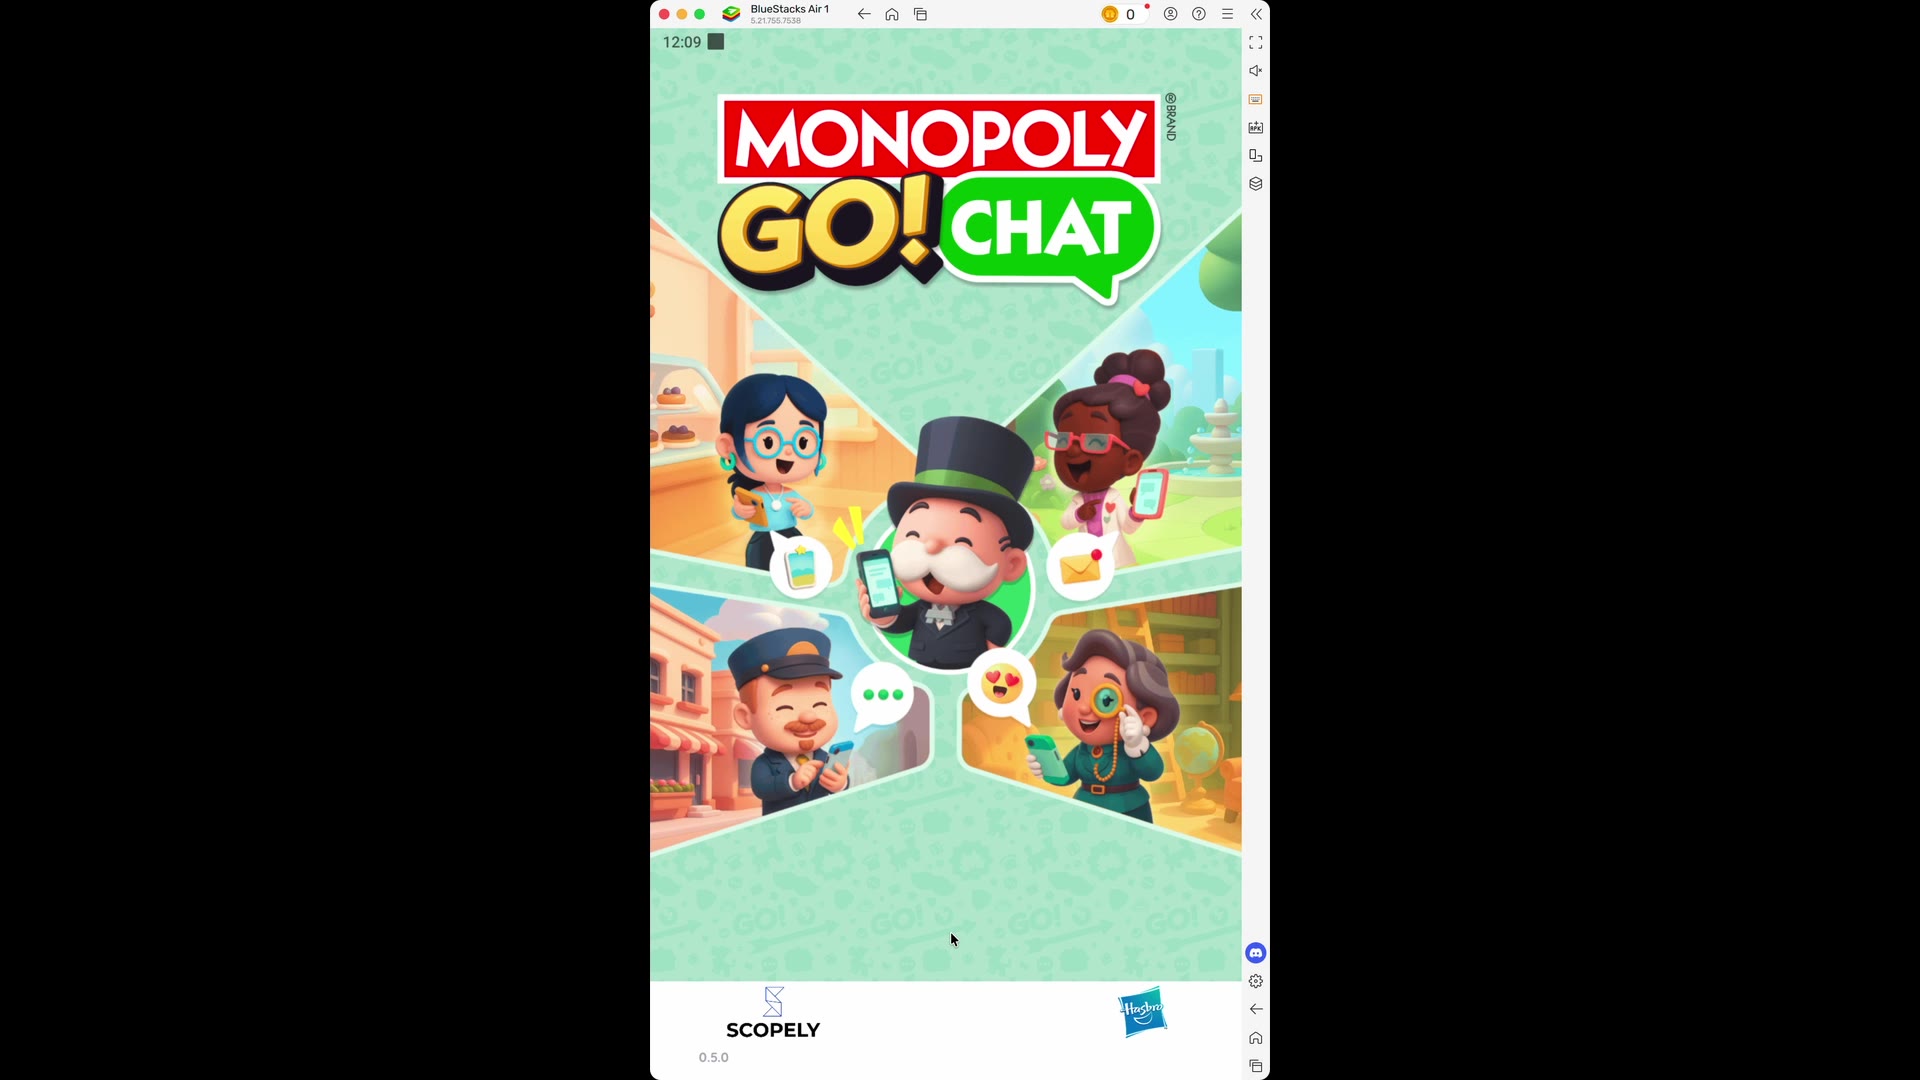 BlueStacks Air 1
5.21.755.7538
0
12:09
MONOPOLY
®BRAND
GO! CHAT
SCOPELY
Hasbro
0.5.0